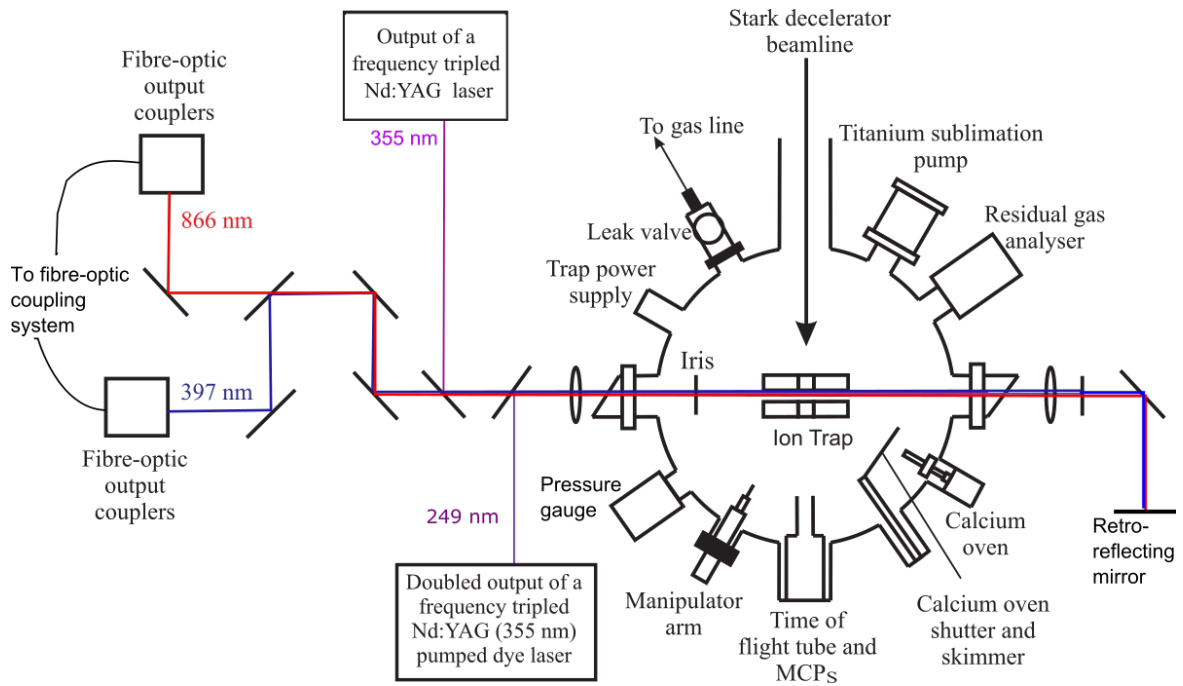 Fibre-optic
output
couplers
866 nm
To fibre-optic
coupling
system
397 nm
Fibre-optic
output
couplers
Output of a
frequency tripled
Nd:YAG laser
355 nm
249 nm
Doubled output of a
frequency tripled
Nd:YAG (355 nm)
pumped dye laser
Stark decelerator
beamline
To gas line
Leak valve
Trap power
supply
Iris
Titanium sublimation
pump
Residual gas
analyser
Ion Trap
Pressure
gauge
Manipulator
arm
Time of
flight tube and
MCPS
Calcium
oven
Calcium oven
shutter and
skimmer
Retro-
reflecting
mirror